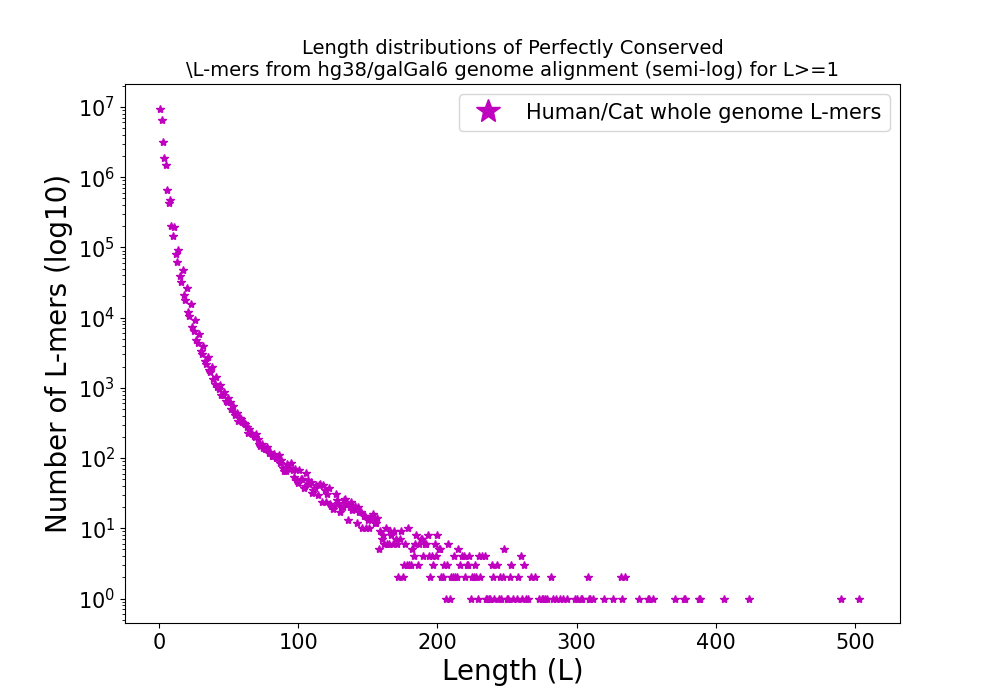 Length distributions of Perfectly Conserved
\L-mers from hg38/galGal6 genome alignment (semi-log) for L>=1
Human/Cat whole genome L-mers
Number of L-mers (log10)
10⁷
10⁶
10⁵
10⁴
10³
10²
10¹
10⁰
0 100 200 300 400 500
Length (L)